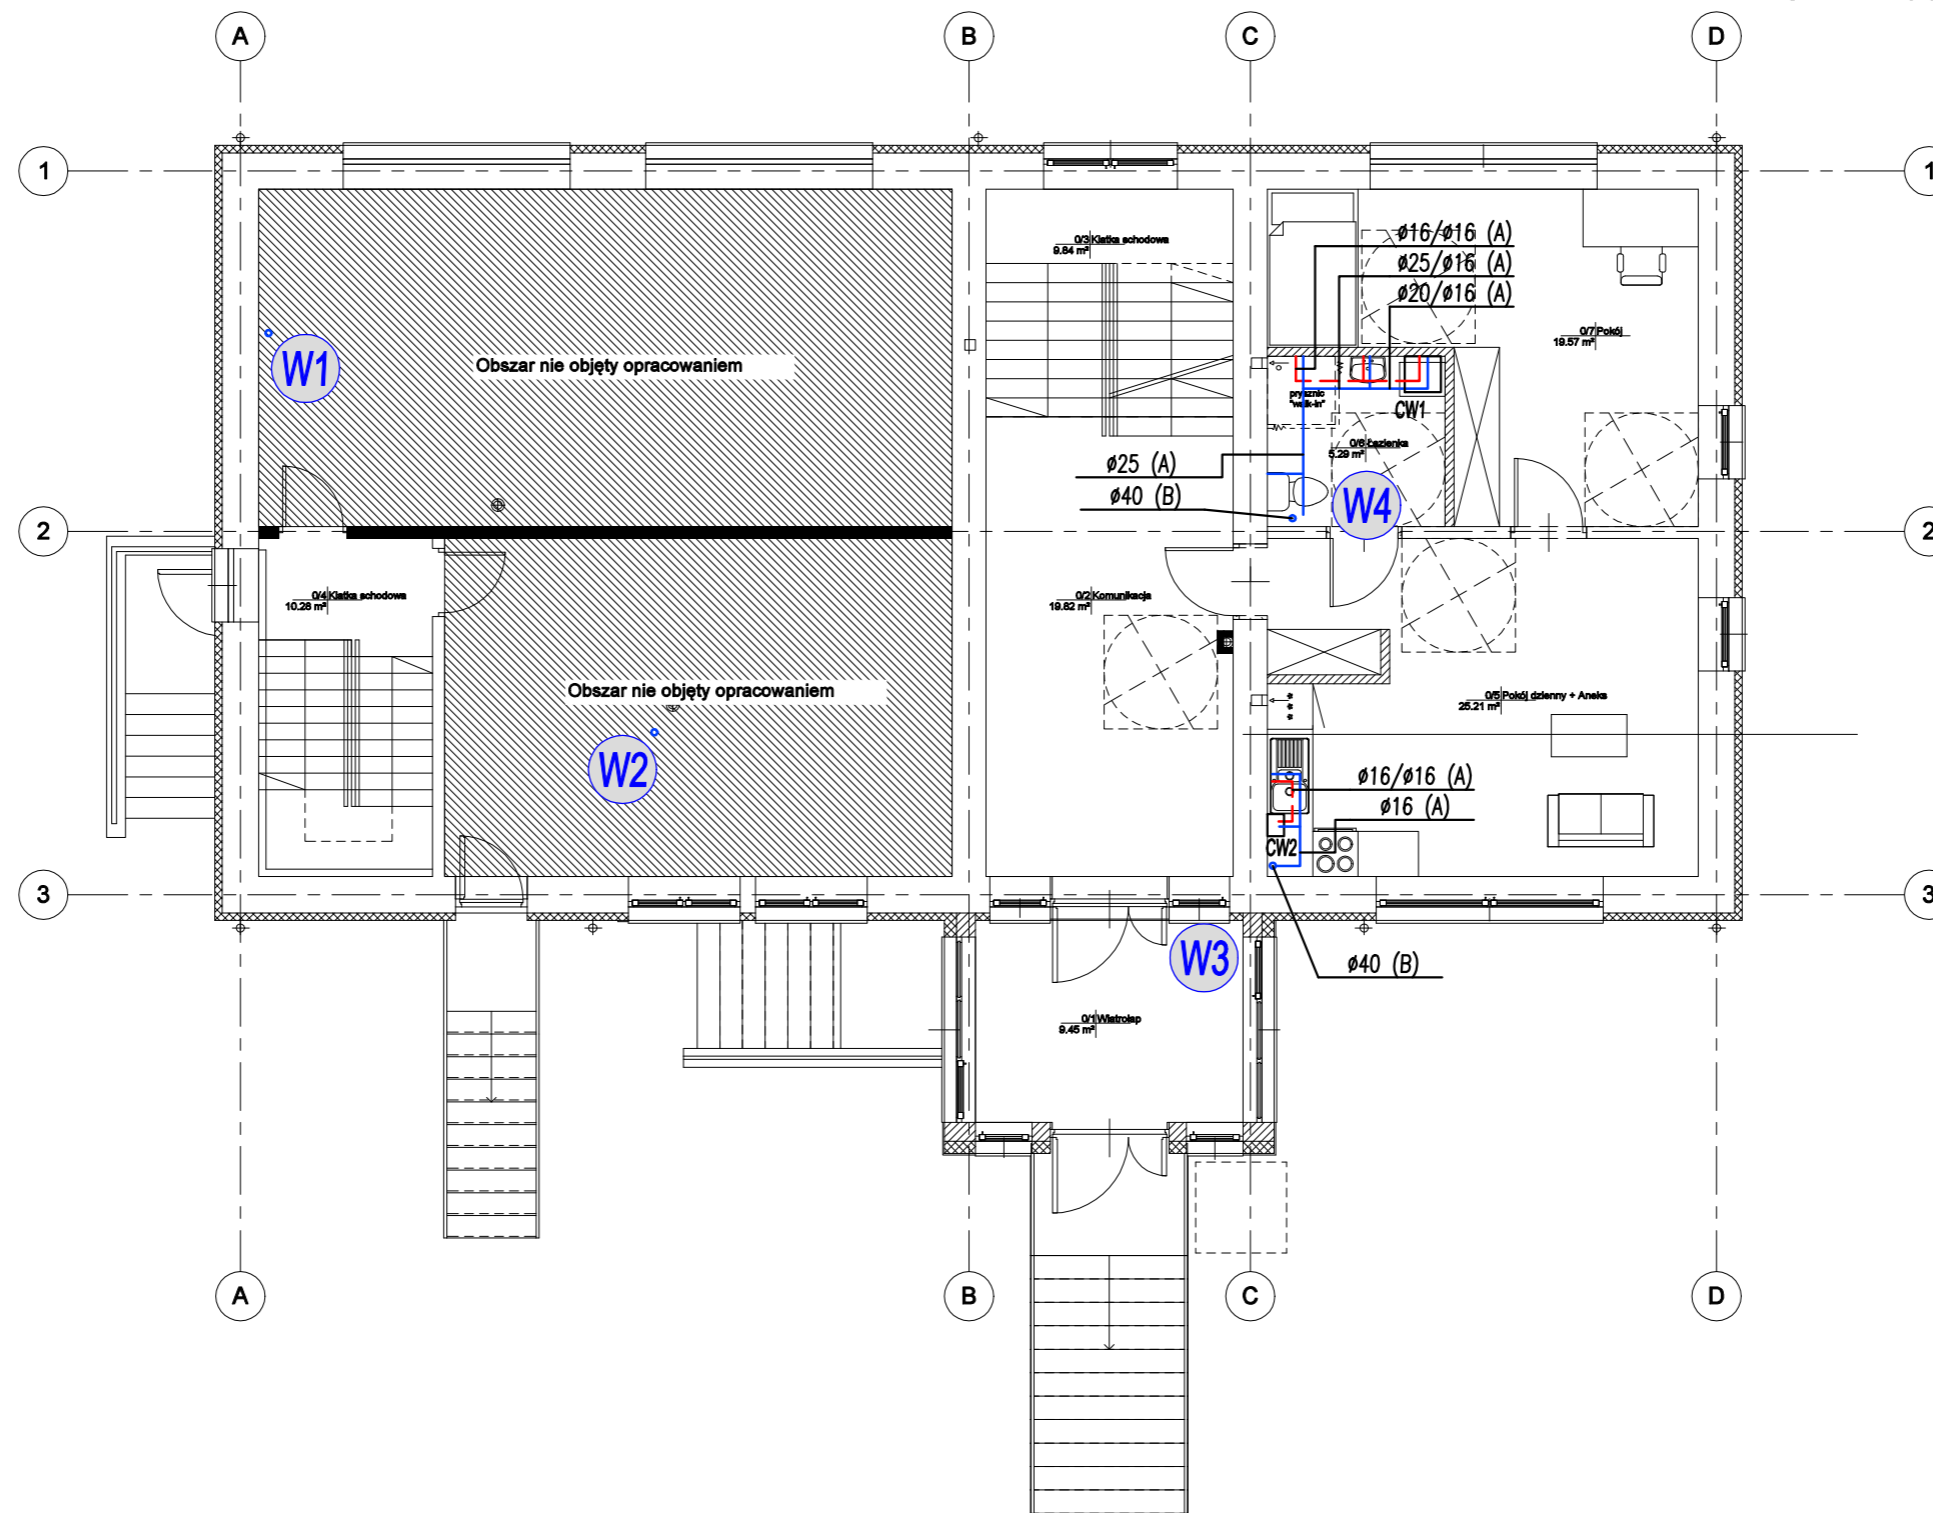 A
B
C
D
1
1
0/3 Klatka schodowa
9.84 m²
ø16/ø16 (A)
ø25/ø16 (A)
ø20/ø16 (A)
0/7 Pokój
19.57 m²
W1
Obszar nie objęty opracowaniem
prysznic
"walk-in"
CW1
0/6 Łazienka
5.29 m²
ø25 (A)
ø40 (B)
W4
2
2
0/4 Klatka schodowa
10.28 m²
0/2 Komunikacja
19.82 m²
Obszar nie objęty opracowaniem
0/5 Pokój dzienny + Aneks
25.21 m²
W2
ø16/ø16 (A)
ø16 (A)
CW2
3
3
W3
ø40 (B)
0/1 Wiatrołap
9.45 m²
A
B
C
D